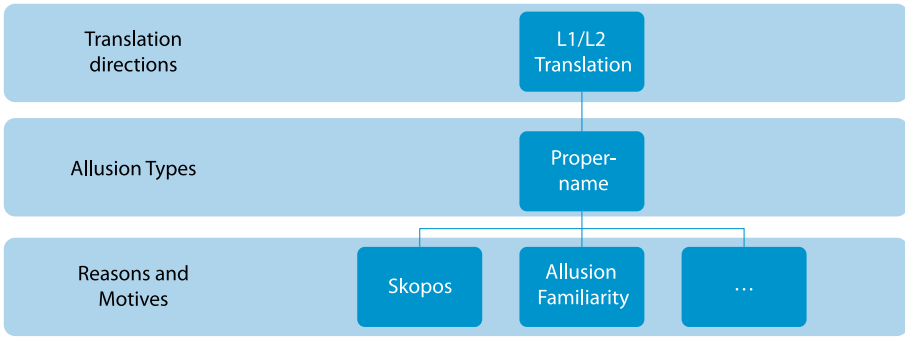 Translation
directions
L1/L2
Translation
Allusion Types
Proper-
name
Reasons and
Motives
Skopos
Allusion
Familiarity
...